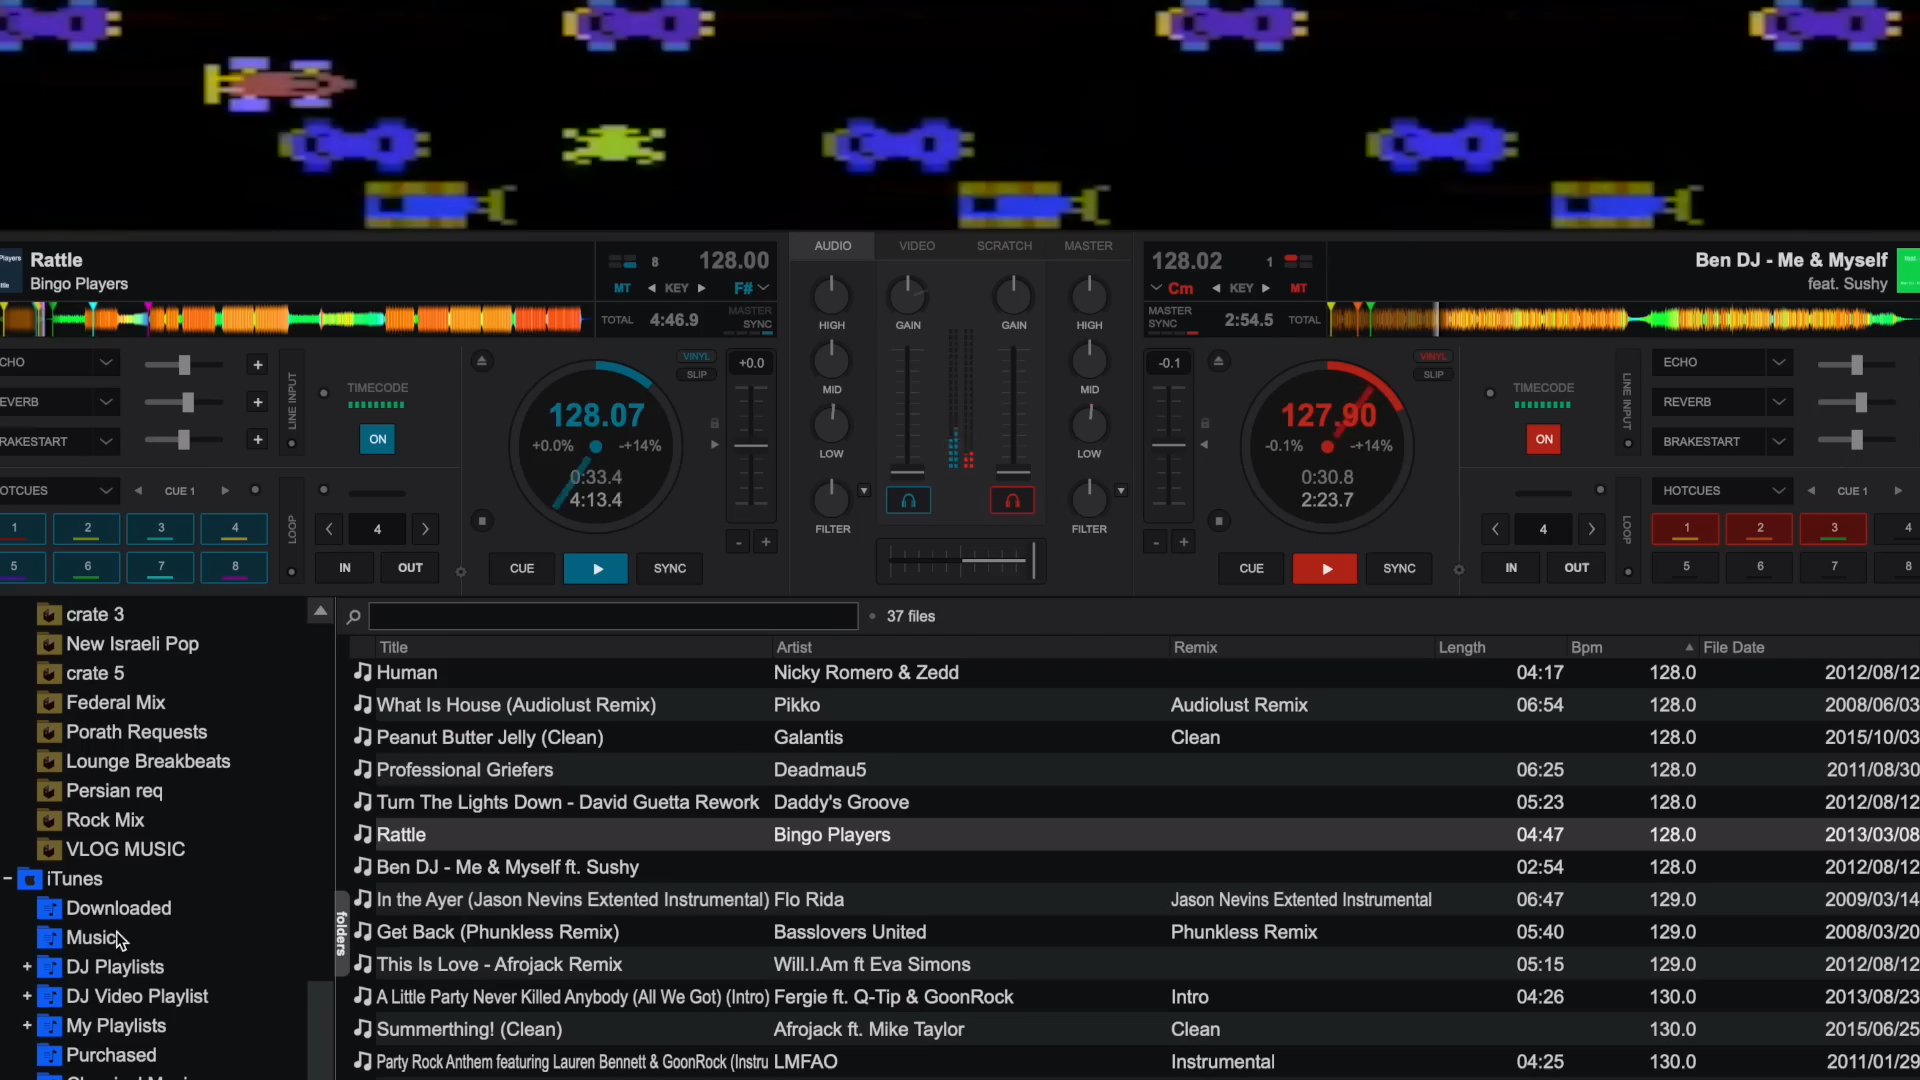 Rattle
Bingo Players
8 128.00
MT KEY F#
TOTAL 4:46.9 MASTER SYNC
AUDIO VIDEO SCRATCH MASTER
128.02 1
Cm KEY MT
MASTER SYNC 2:54.5 TOTAL
Ben DJ - Me & Myself
feat. Sushy
HIGH GAIN GAIN HIGH
MID MID
LOW LOW
FILTER FILTER
CHO
EVERB
RAKESTART
LINE INPUT
TIMECODE
ON
VINYL
SLIP
+0.0
128.07
+0.0% -+14%
0:33.4
4:13.4
-0.1
VINYL
SLIP
127.90
-0.1% -+14%
0:30.8
2:23.7
TIMECODE
ON
LINE INPUT
ECHO
REVERB
BRAKESTART
OTCUES CUE 1
1 2 3 4
5 6 7 8
LOOP
4
IN OUT
CUE SYNC
- +
- +
CUE SYNC
4
IN OUT
LOOP
HOTCUES CUE 1
1 2 3 4
5 6 7 8
crate 3
New Israeli Pop
crate 5
Federal Mix
Porath Requests
Lounge Breakbeats
Persian req
Rock Mix
VLOG MUSIC
- iTunes
Downloaded
Music
+ DJ Playlists
+ DJ Video Playlist
+ My Playlists
Purchased
folders
37 files
Title Artist Remix Length Bpm File Date
Human Nicky Romero & Zedd 04:17 128.0 2012/08/12
What Is House (Audiolust Remix) Pikko Audiolust Remix 06:54 128.0 2008/06/03
Peanut Butter Jelly (Clean) Galantis Clean 128.0 2015/10/03
Professional Griefers Deadmau5 06:25 128.0 2011/08/30
Turn The Lights Down - David Guetta Rework Daddy's Groove 05:23 128.0 2012/08/12
Rattle Bingo Players 04:47 128.0 2013/03/08
Ben DJ - Me & Myself ft. Sushy 02:54 128.0 2012/08/12
In the Ayer (Jason Nevins Extented Instrumental) Flo Rida Jason Nevins Extented Instrumental 06:47 129.0 2009/03/14
Get Back (Phunkless Remix) Basslovers United Phunkless Remix 05:40 129.0 2008/03/20
This Is Love - Afrojack Remix Will.I.Am ft Eva Simons 05:15 129.0 2012/08/12
A Little Party Never Killed Anybody (All We Got) (Intro) Fergie ft. Q-Tip & GoonRock Intro 04:26 130.0 2013/08/23
Summerthing! (Clean) Afrojack ft. Mike Taylor Clean 130.0 2015/06/25
Party Rock Anthem featuring Lauren Bennett & GoonRock (Instru LMFAO Instrumental 04:25 130.0 2011/01/29